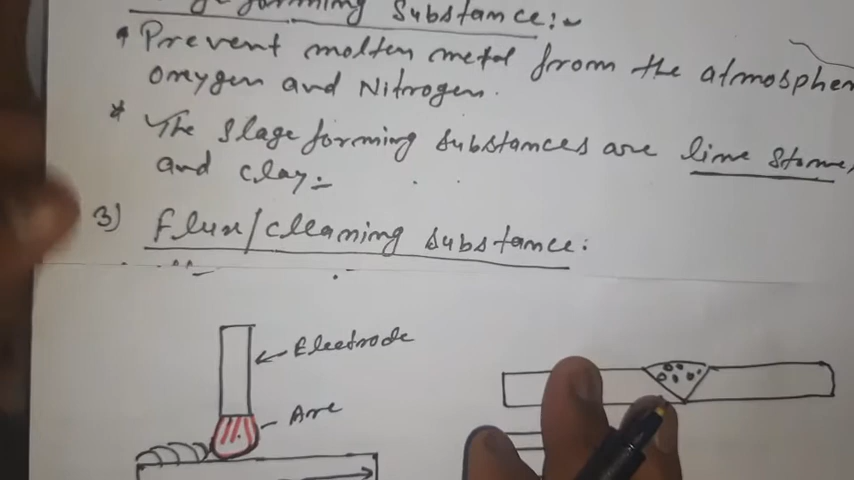 forming Substance:~
* Prevent molten metal from the atmospher
Oxygen and Nitrogen.
* The slage forming substances are lime stone,
and clay:-
3) Flux/cleaning substance:
Electrode
Arc